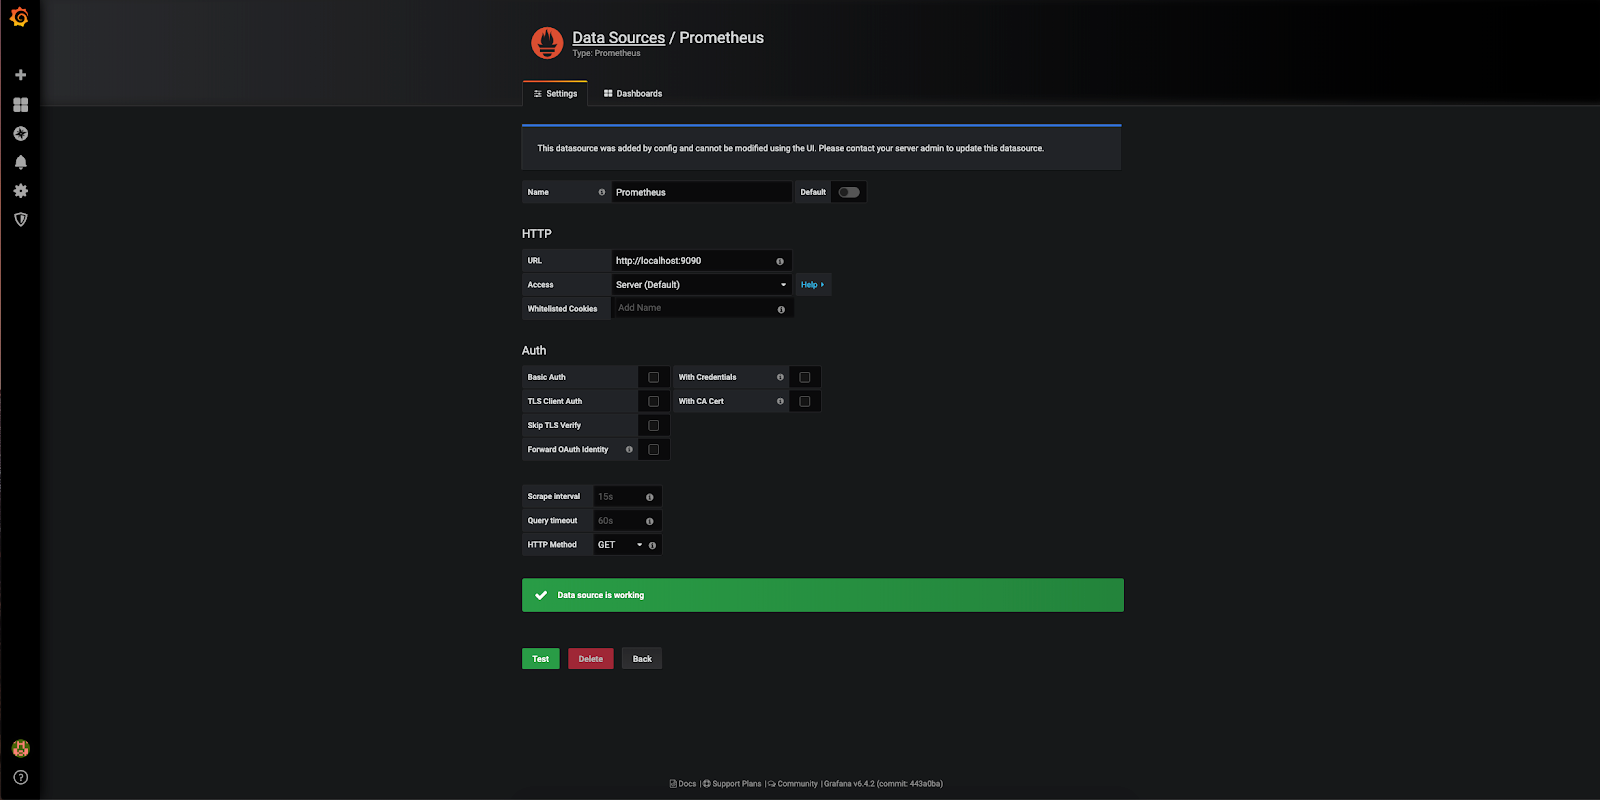 Data Sources / Prometheus
Type: Prometheus
Settings
Dashboards
This datasource was added by config and cannot be modified using the UI. Please contact your server admin to update this datasource.
Name Prometheus Default
HTTP
URL http://localhost:9090
Access Server (Default) Help
Whitelisted Cookies Add Name
Auth
Basic Auth With Credentials
TLS Client Auth With CA Cert
Skip TLS Verify
Forward OAuth Identity
Scrape interval 15s
Query timeout 60s
HTTP Method GET
Data source is working
Test Delete Back
Docs | Support Plans | Community | Grafana v6.4.2 (commit: 443a0ba)